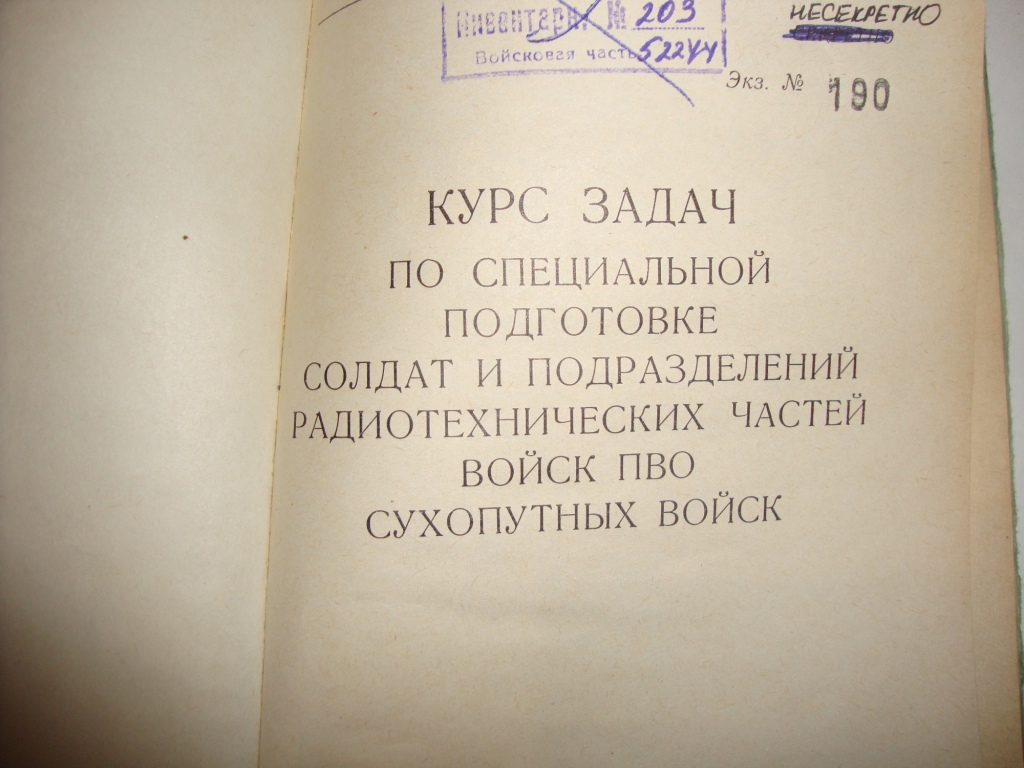 Инвентарн. № 203
Войсковая часть 52244
НЕСЕКРЕТНО
Экз. № 190
КУРС ЗАДАЧ
ПО СПЕЦИАЛЬНОЙ
ПОДГОТОВКЕ
СОЛДАТ И ПОДРАЗДЕЛЕНИЙ
РАДИОТЕХНИЧЕСКИХ ЧАСТЕЙ
ВОЙСК ПВО
СУХОПУТНЫХ ВОЙСК